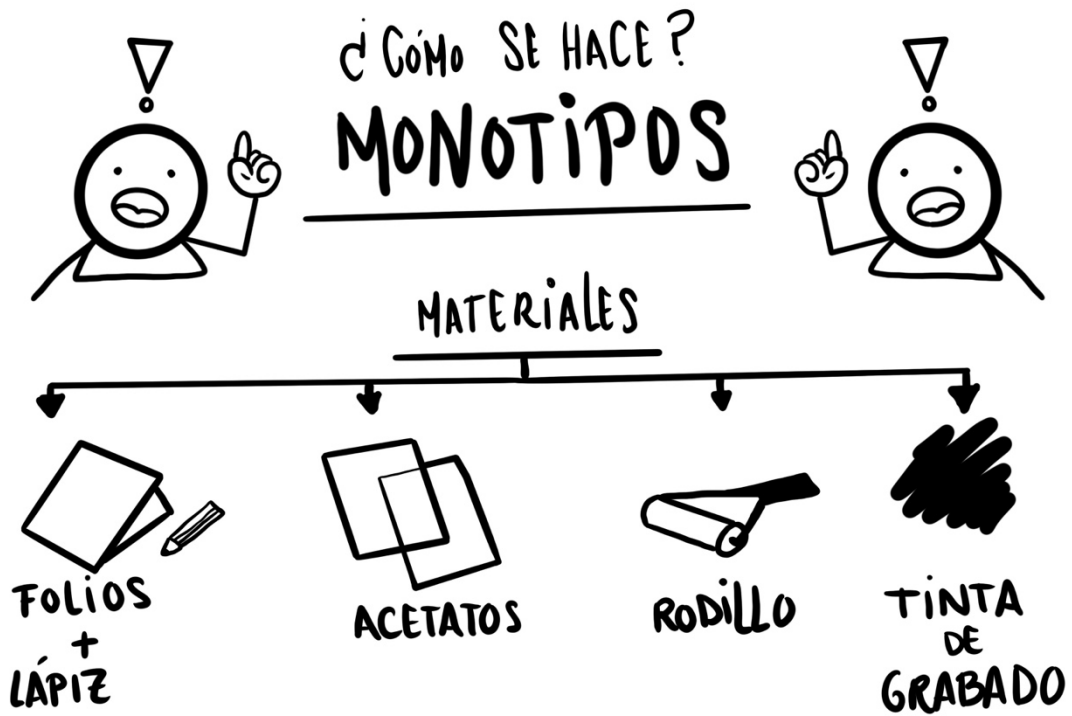 ¿CÓMO SE HACE?
MONOTiPOS
MATERiALES
FOLiOS
+
LÁPIZ
ACETATOS
RODiLLO
TiNTA
DE
GRABADO